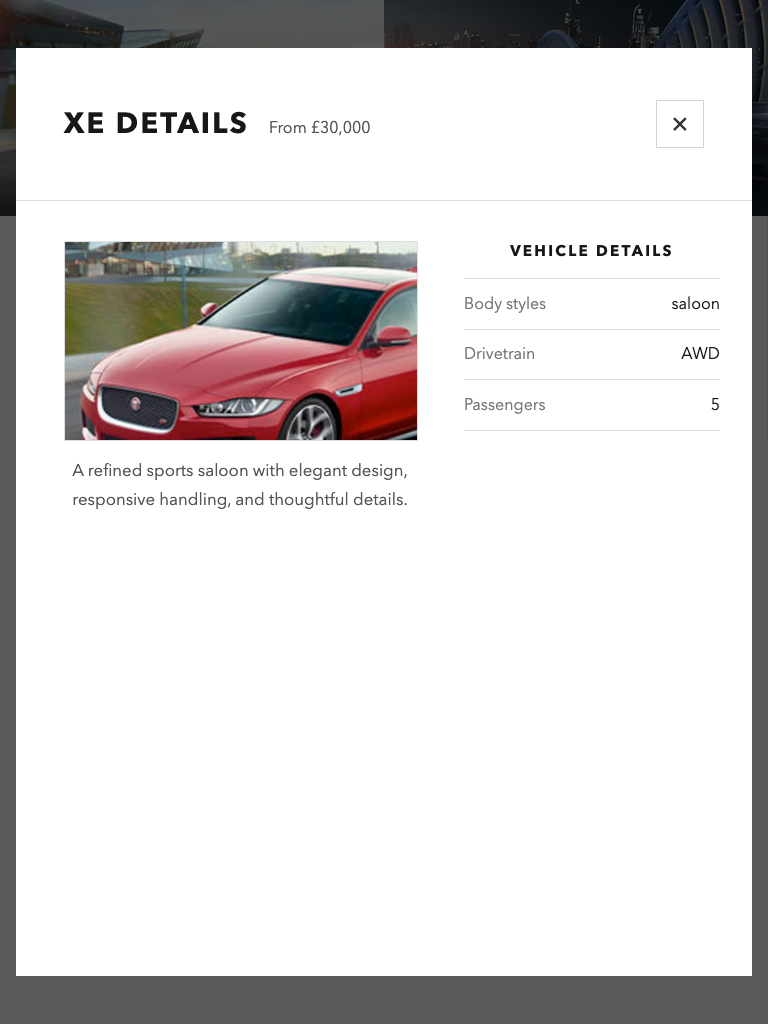 XE DETAILS From £30,000
A refined sports saloon with elegant design,
responsive handling, and thoughtful details.
VEHICLE DETAILS
Body styles saloon
Drivetrain AWD
Passengers 5